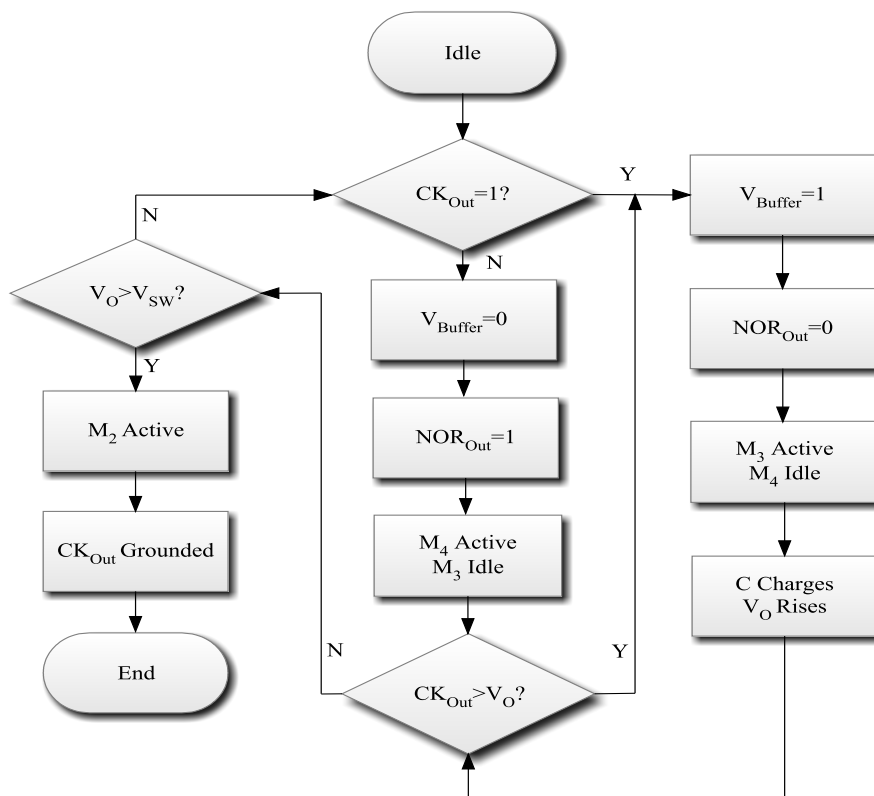 Idle
CK_Out=1?
Y
N
N
V_Buffer=1
V_O>V_SW?
V_Buffer=0
NOR_Out=0
Y
M_2 Active
NOR_Out=1
M_3 Active
M_4 Idle
CK_Out Grounded
M_4 Active
M_3 Idle
C Charges
V_O Rises
End
N
CK_Out>V_O?
Y